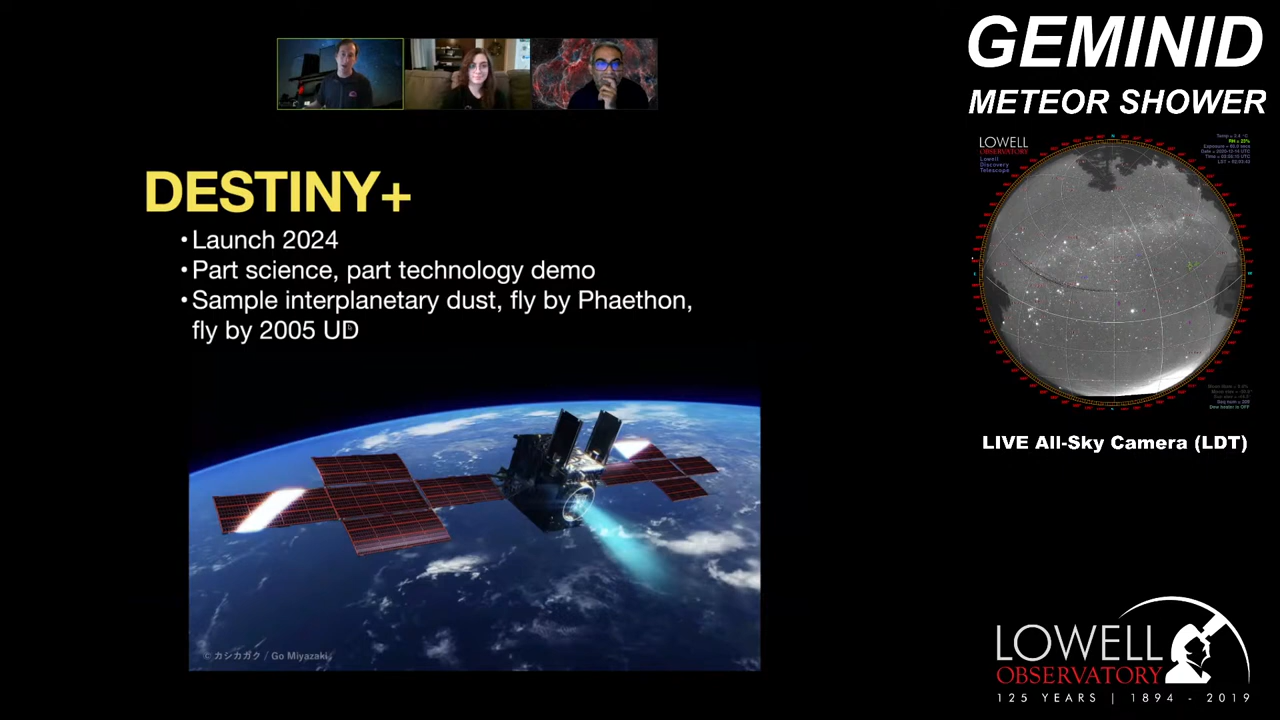 GEMINID
METEOR SHOWER
DESTINY+
•Launch 2024
•Part science, part technology demo
•Sample interplanetary dust, fly by Phaethon,
fly by 2005 UD
© カシカガク / Go Miyazaki
LOWELL
OBSERVATORY
Lowell
Discovery
Telescope
LIVE All-Sky Camera (LDT)
LOWELL
OBSERVATORY
125 YEARS | 1894 - 2019